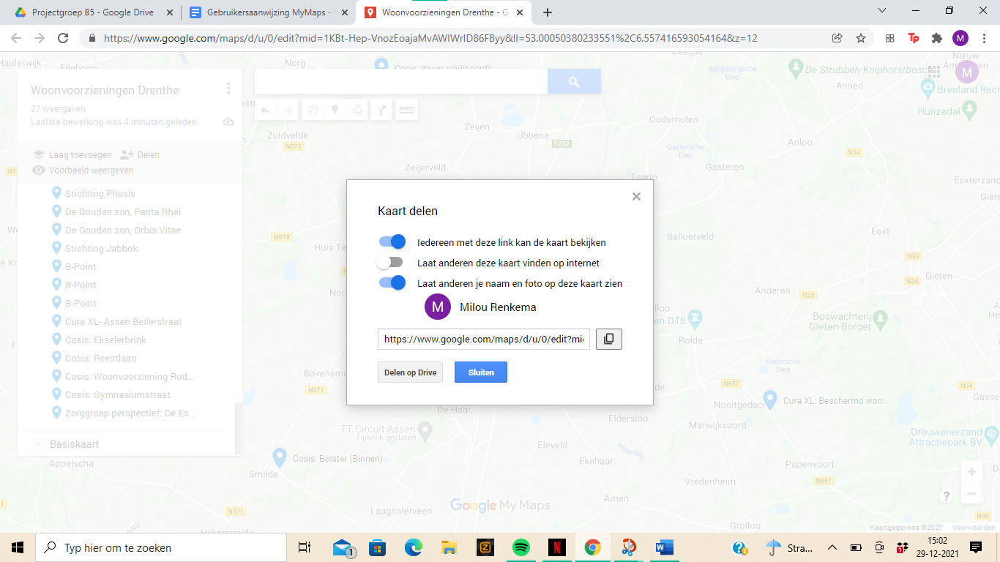 Projectgroep B5 - Google Drive
Gebruikersaanwijzing MyMaps -
Woonvoorzieningen Drenthe - G
https://www.google.com/maps/d/u/0/edit?mid=1KBt-Hep-VnozEoajaMvAWIWrID86FByy&ll=53.00050380233551%2C6.557416593054164&z=12
Tp
M
Haulerwijk
Norg
Cosis: Woon werkboerde
Zeegse
Nieuw
Schipborgsche
Diep
De Strubben-Kniphorstbosch
Annen
M
Breeland Recr
Hunzedal
Woonvoorzieningen Drenthe
27 weergaven
Laatste bewerking was 4 minuten geleden
Laag toevoegen
Delen
Voorbeeld weergeven
Stichting Phusis
De Gouden zon, Panta Rhei
De Gouden zon, Orbis Vitae
Stichting Jabbok
B-Point
B-Point
B-Point
Cura XL- Assen Beilerstraat
Cosis: Ekselerbrink
Cosis: Reestlaan
Cosis: Woonvoorziening Rod...
Cosis: Gymnasiumstraat
Zorggroep perspectief: De Es...
Basiskaart
Zuidvelde
N373
Zeijen
Ubbena
E232
Oudemolen
Gastersche
Diep
Anloo
N34
Gasteren
Zeijerveld
Taarlo
Eexterzand
Gieten
N919
Huis Te
Balloerveld
Eext
N33
Gieten
N34
Anderen
N33
D18
Rolde
Boswachterij
Gieten-Borger
Andersche
Diep
N857
Nooitgedaci
Cura XL: Beschermd won...
Bovensmi
N371
De Haar
TT Circuit Assen
Tijdelijk gesloten
Eldersloo
Marwijksoord
N34
Gasse
Drouwenerzand
Attractiepark BV
Eleveld
Amerdiep
Cosis: Bolster (Binnen)
Ekehaar
Papenvoort
Appelscha
Smilde
Vredenheim
N857
N371
Laaghalerveen
Amen
Grolloo
Hijkersmilde
N34
Kaart delen
Iedereen met deze link kan de kaart bekijken
Laat anderen deze kaart vinden op internet
Laat anderen je naam en foto op deze kaart zien
M
Milou Renkema
https://www.google.com/maps/d/u/0/edit?mi
Delen op Drive
Sluiten
Google My Maps
?
Kaartgegevens ©2021
Voorwaarden
Typ hier om te zoeken
1
Stra...
1
15:02
29-12-2021